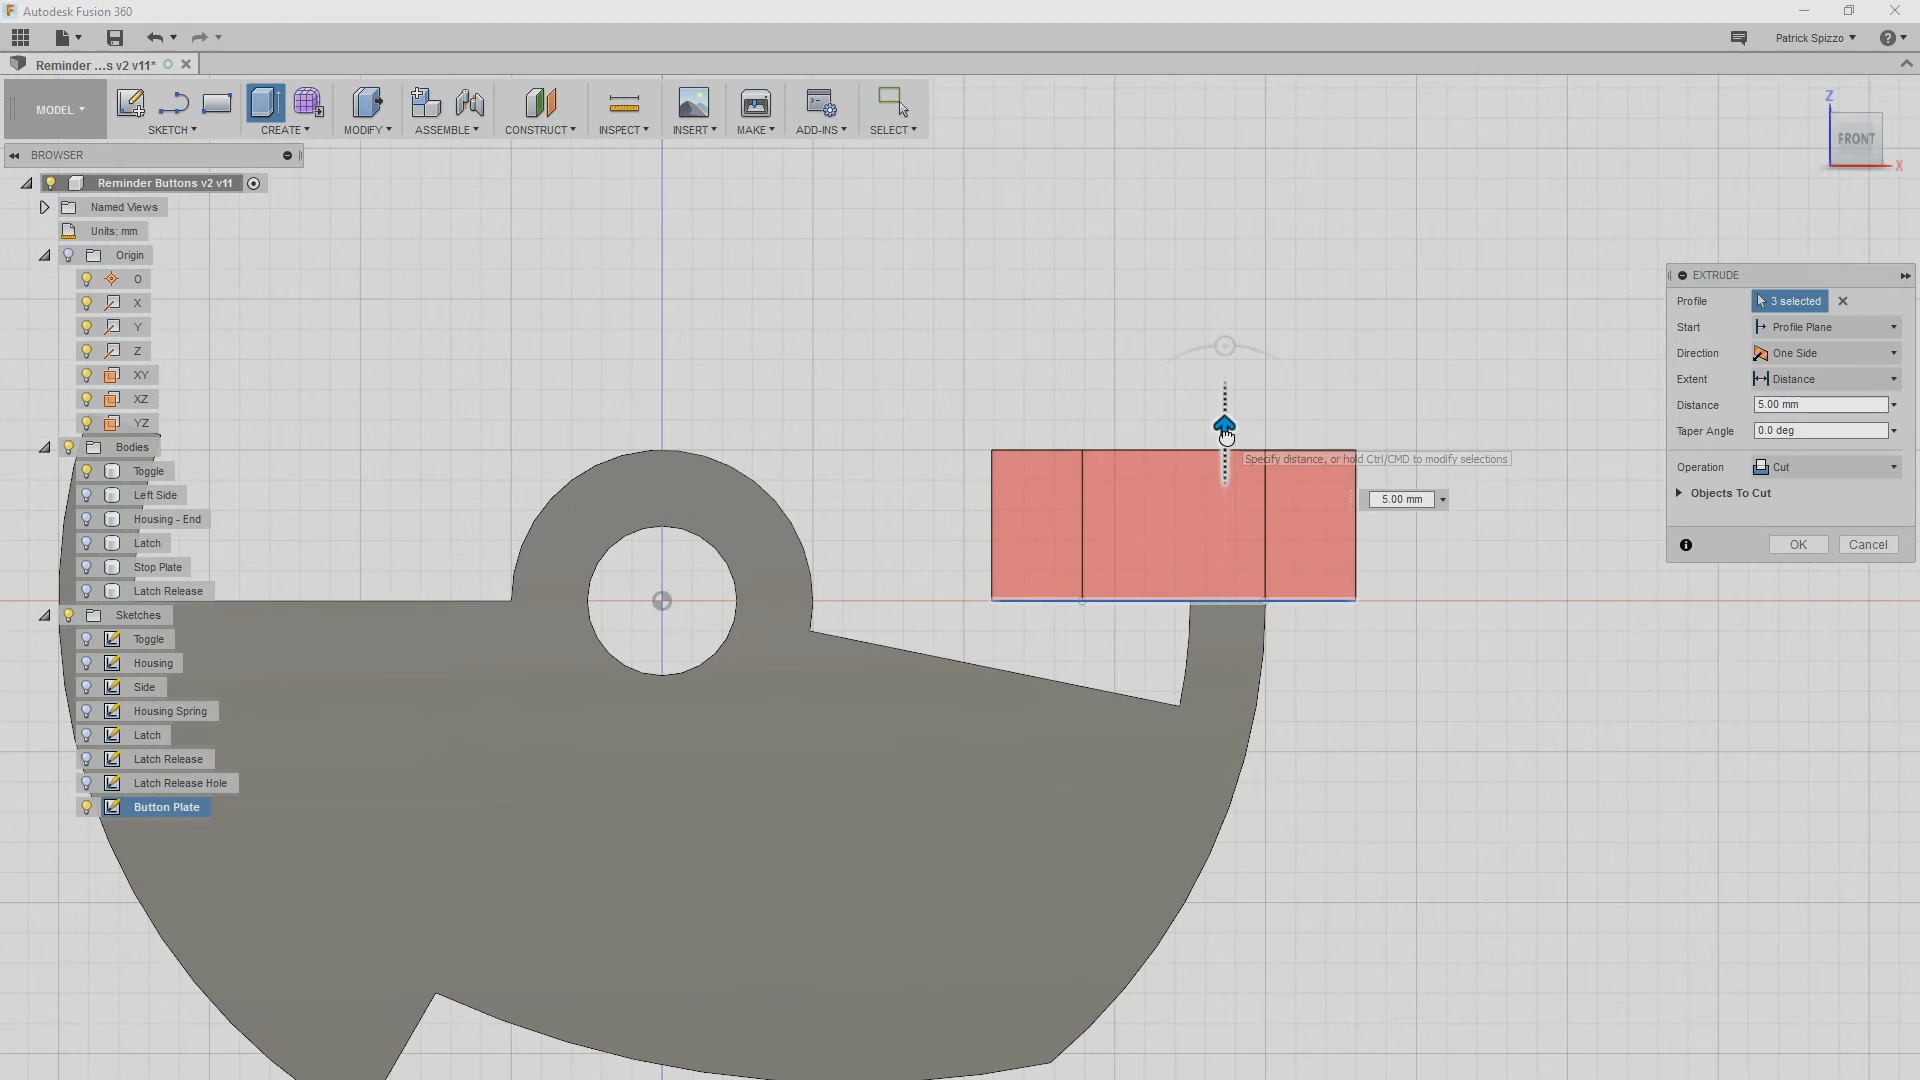 Autodesk Fusion 360
Patrick Spizzo
Reminder ...s v2 v11*
MODEL
SKETCH
CREATE
MODIFY
ASSEMBLE
CONSTRUCT
INSPECT
INSERT
MAKE
ADD-INS
SELECT
Z
FRONT
X
BROWSER
Reminder Buttons v2 v11
Named Views
Units: mm
Origin
O
X
Y
Z
XY
XZ
YZ
Bodies
Toggle
Left Side
Housing - End
Latch
Stop Plate
Latch Release
Sketches
Toggle
Housing
Side
Housing Spring
Latch
Latch Release
Latch Release Hole
Button Plate
Specify distance, or hold Ctrl/CMD to modify selections
5.00 mm
EXTRUDE
Profile 3 selected
Start Profile Plane
Direction One Side
Extent Distance
Distance 5.00 mm
Taper Angle 0.0 deg
Operation Cut
Objects To Cut
OK Cancel